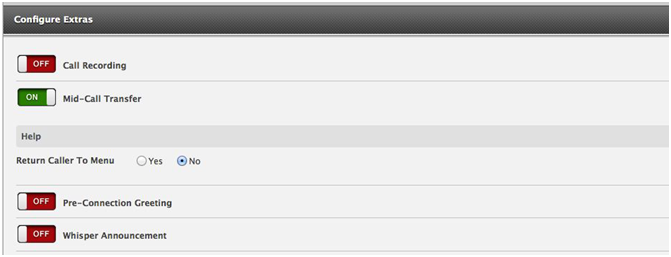 Configure Extras
OFF Call Recording
ON Mid-Call Transfer
Help
Return Caller To Menu Yes No
OFF Pre-Connection Greeting
OFF Whisper Announcement